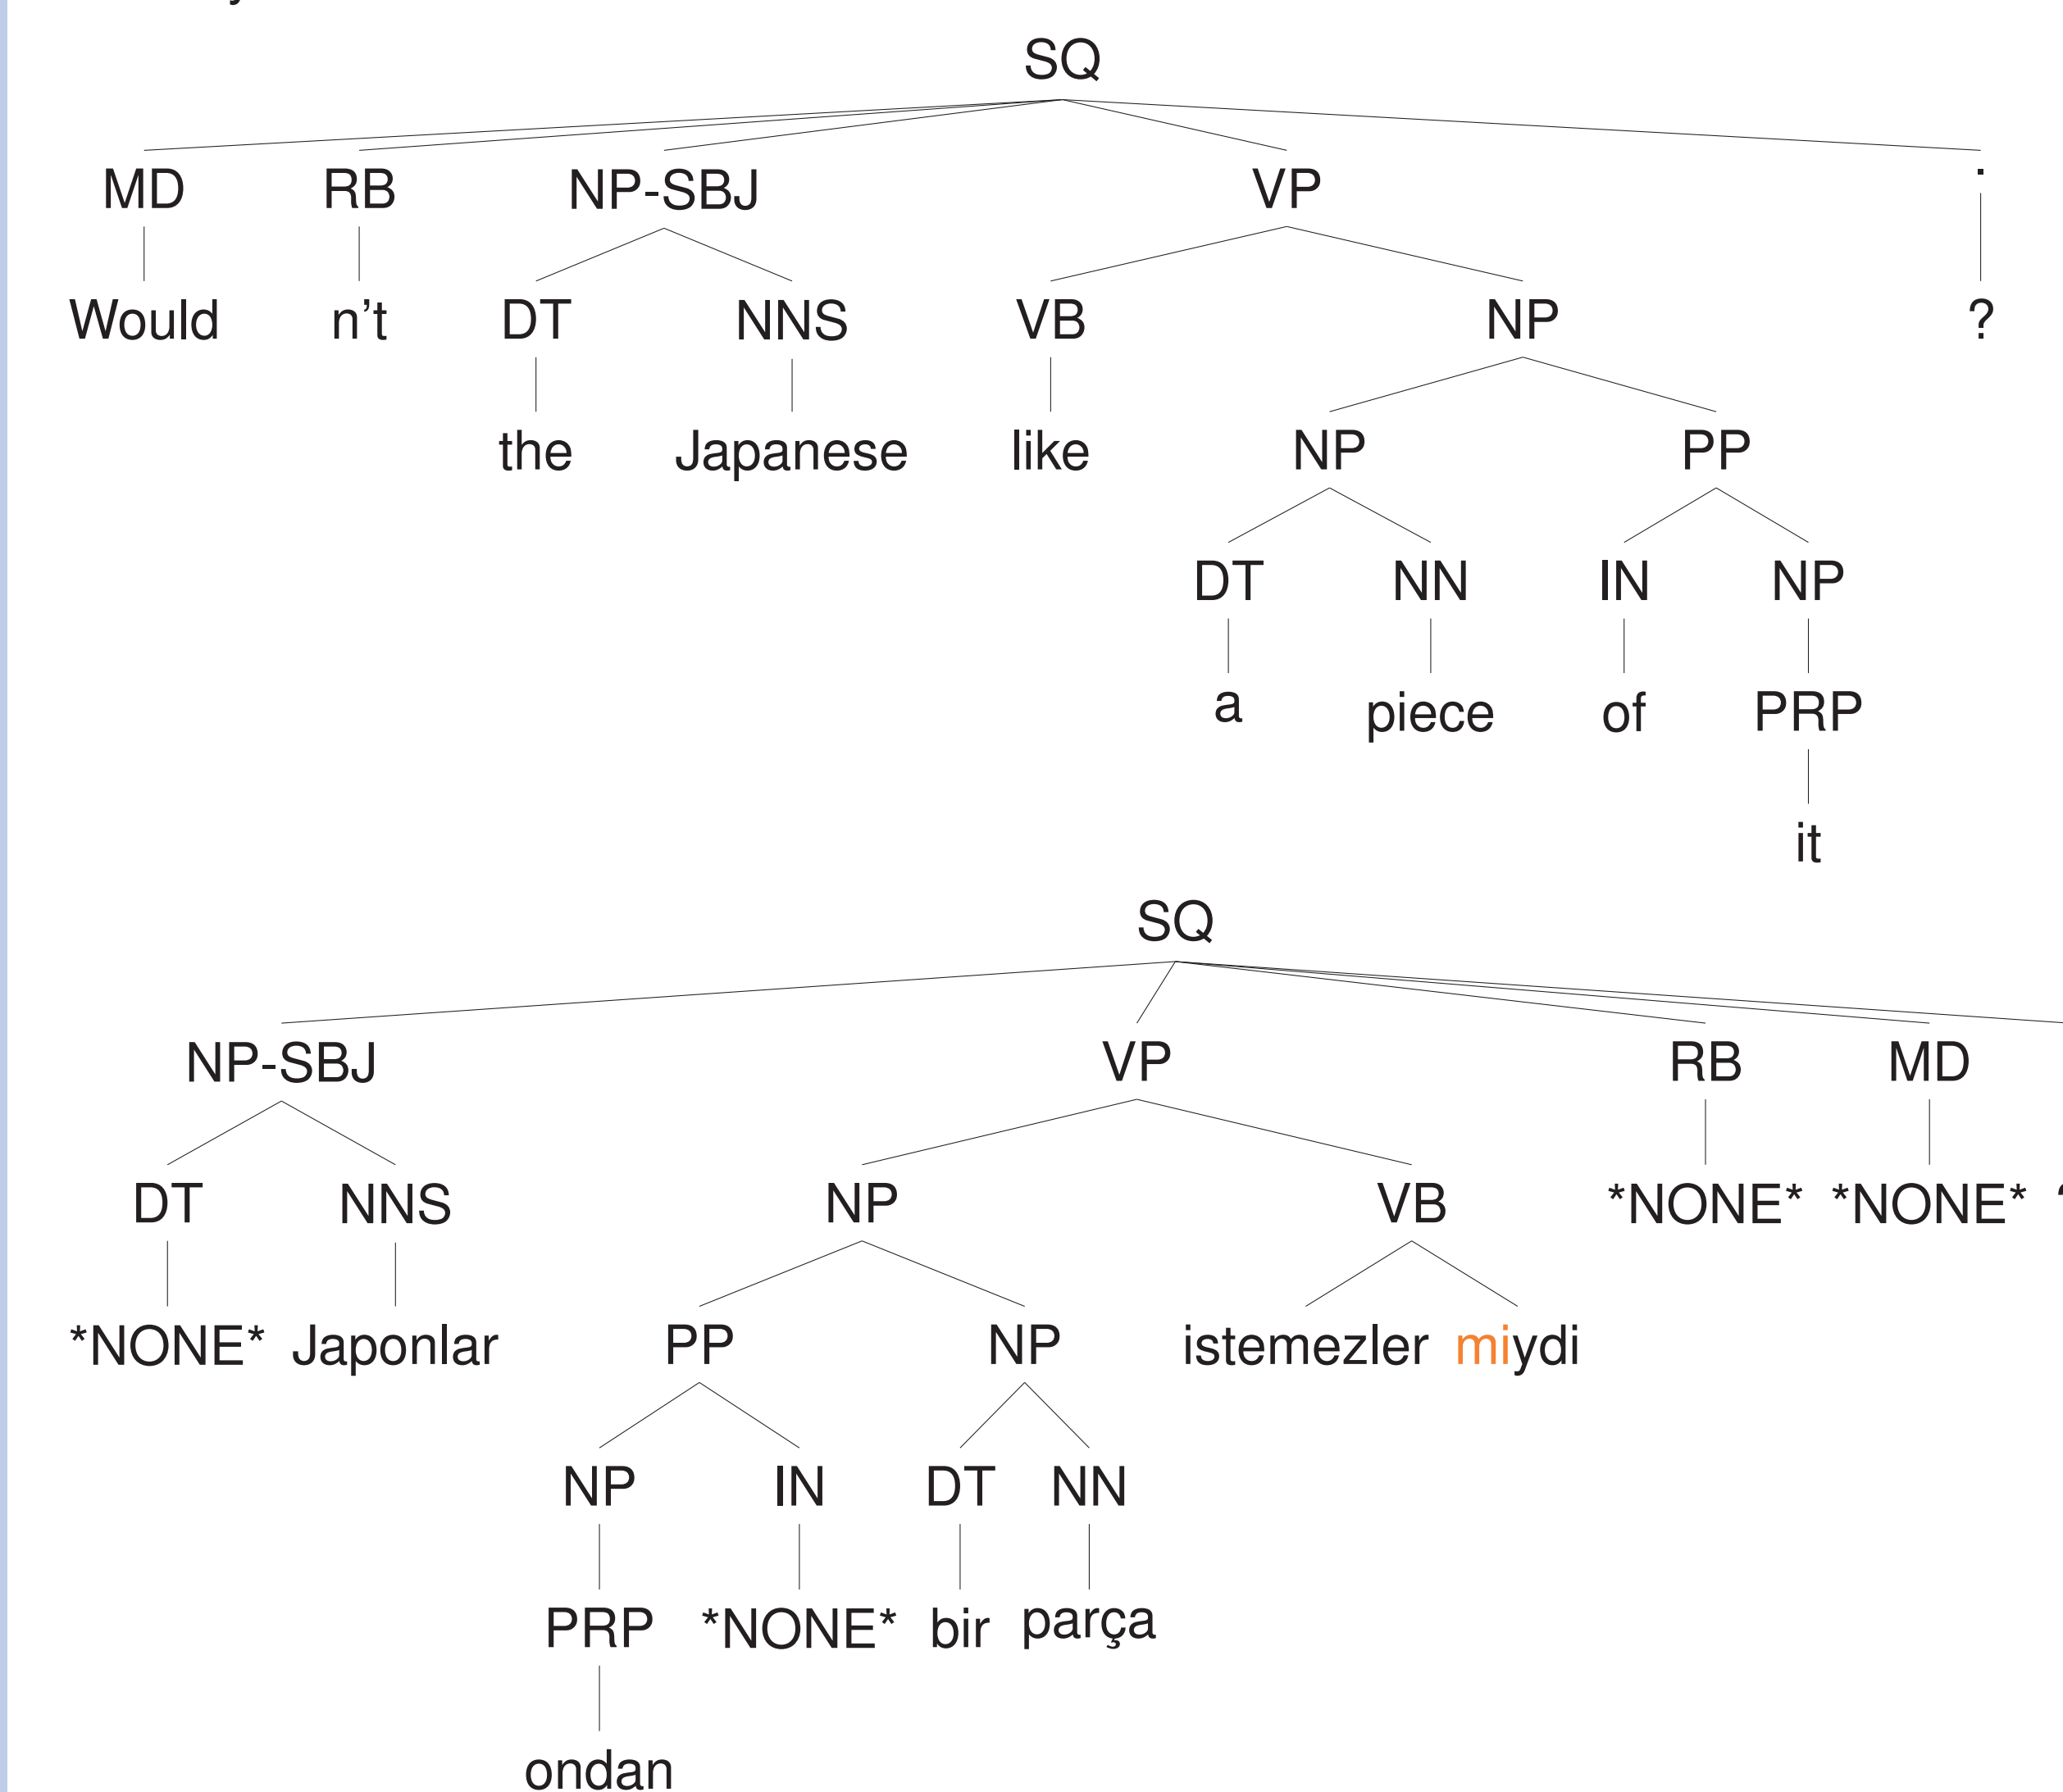 SQ
MD RB NP-SBJ VP .
Would n't DT NNS VB NP ?
the Japanese like NP PP
DT NN IN NP
a piece of PRP
it
SQ
NP-SBJ VP RB MD
DT NNS NP VB *NONE* *NONE*
*NONE* Japonlar PP NP istemezler miydi
NP IN DT NN
PRP *NONE* bir parça
ondan